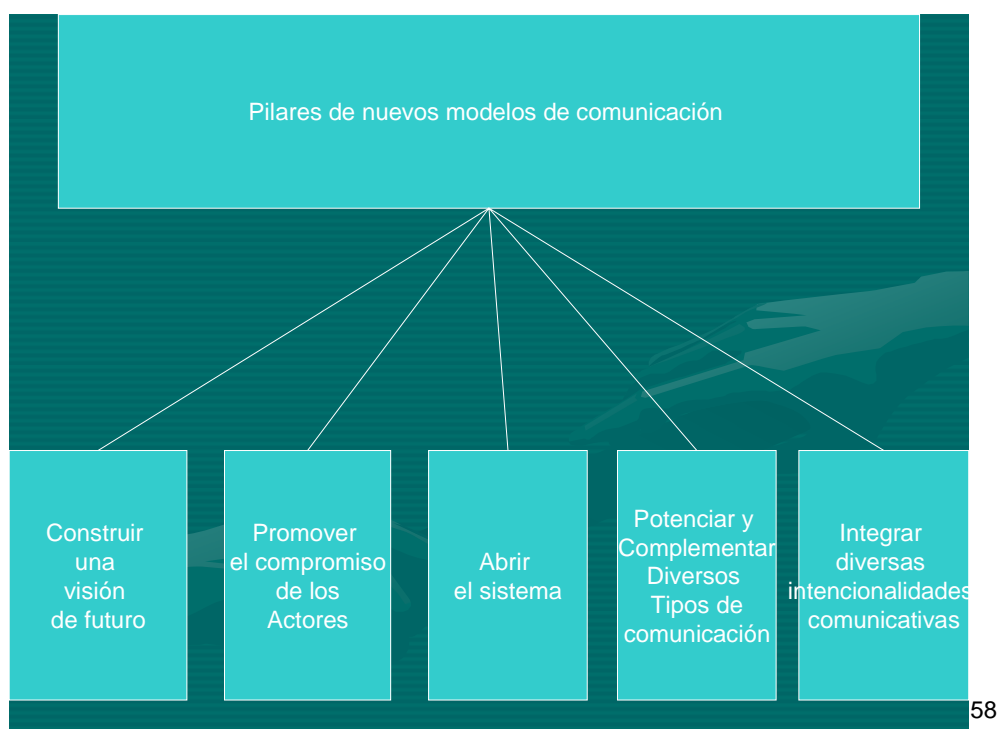 Pilares de nuevos modelos de comunicación
Construir
una
visión
de futuro
Promover
el compromiso
de los
Actores
Abrir
el sistema
Potenciar y
Complementar
Diversos
Tipos de
comunicación
Integrar
diversas
intencionalidades
comunicativas
58